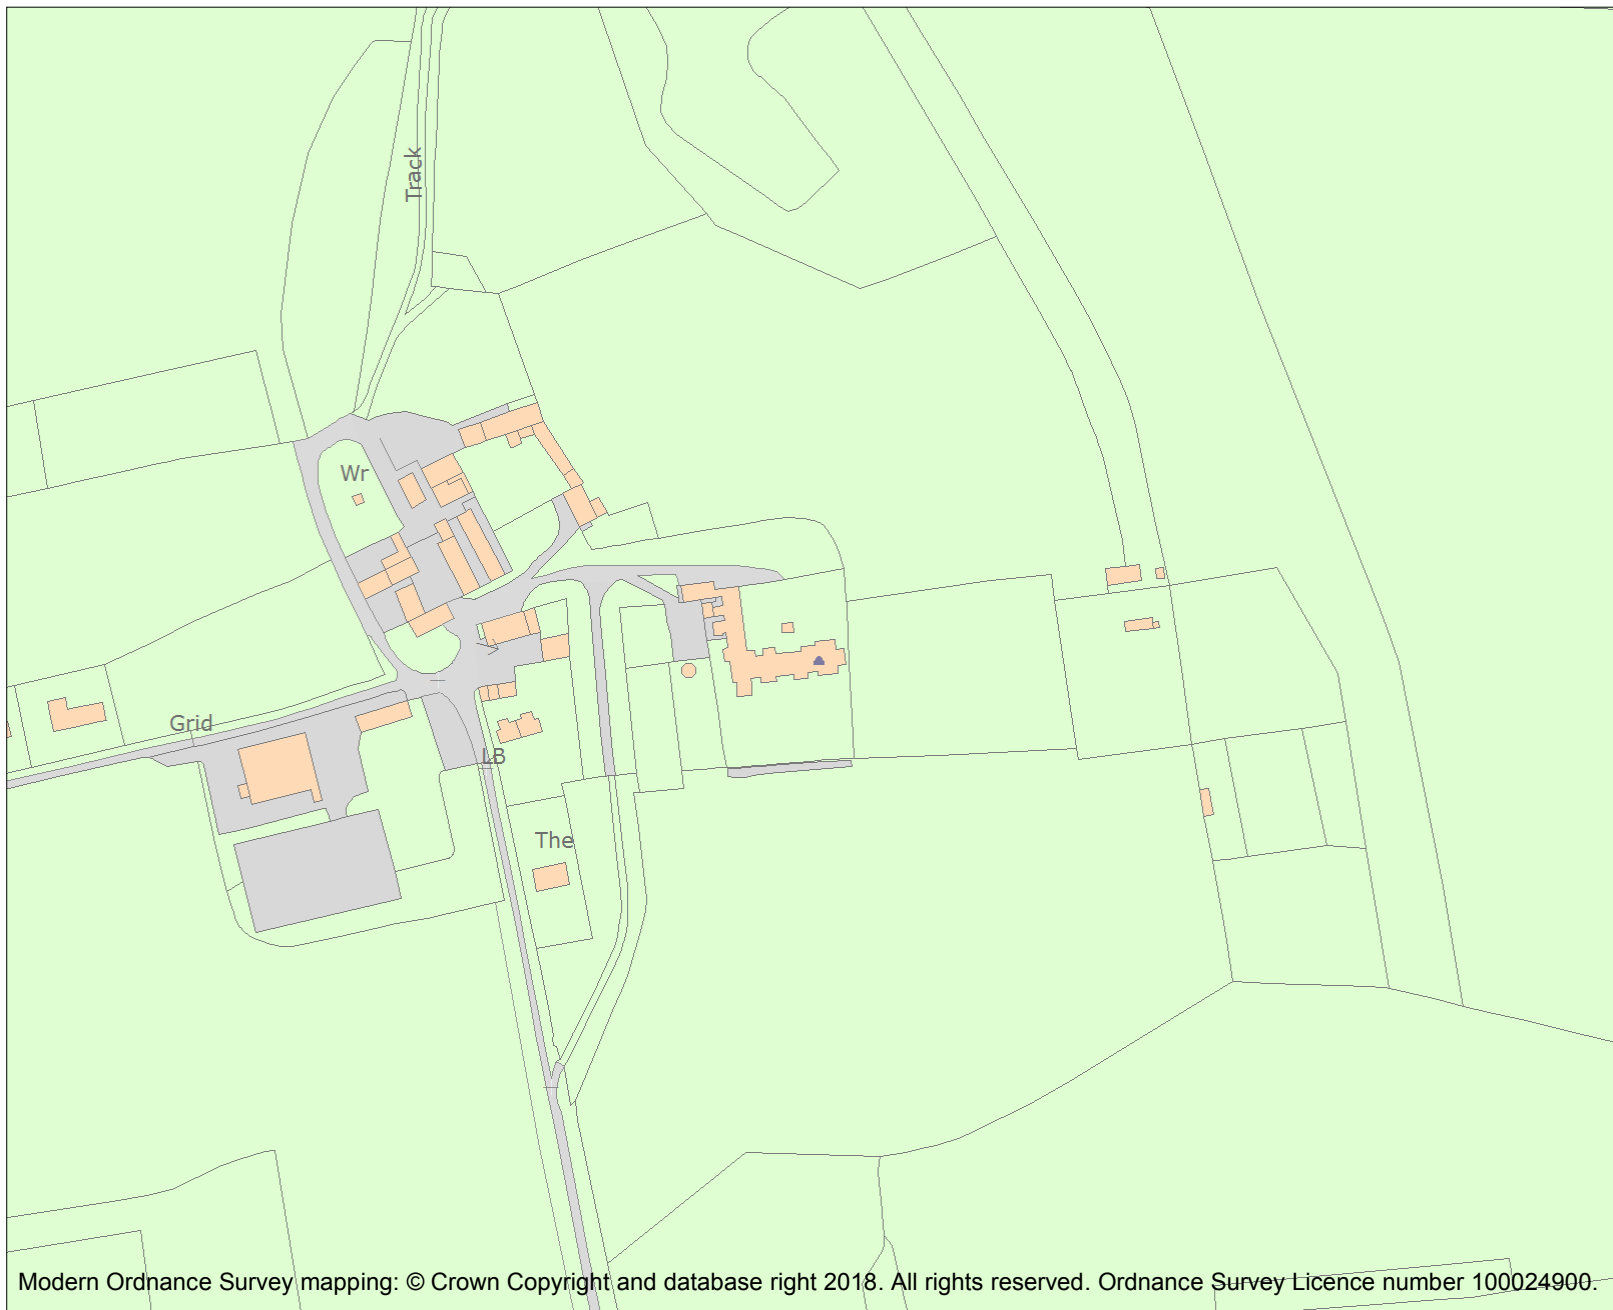 Track
Wr
Grid
LB
The
Modern Ordnance Survey mapping: © Crown Copyright and database right 2018. All rights reserved. Ordnance Survey Licence number 100024900.